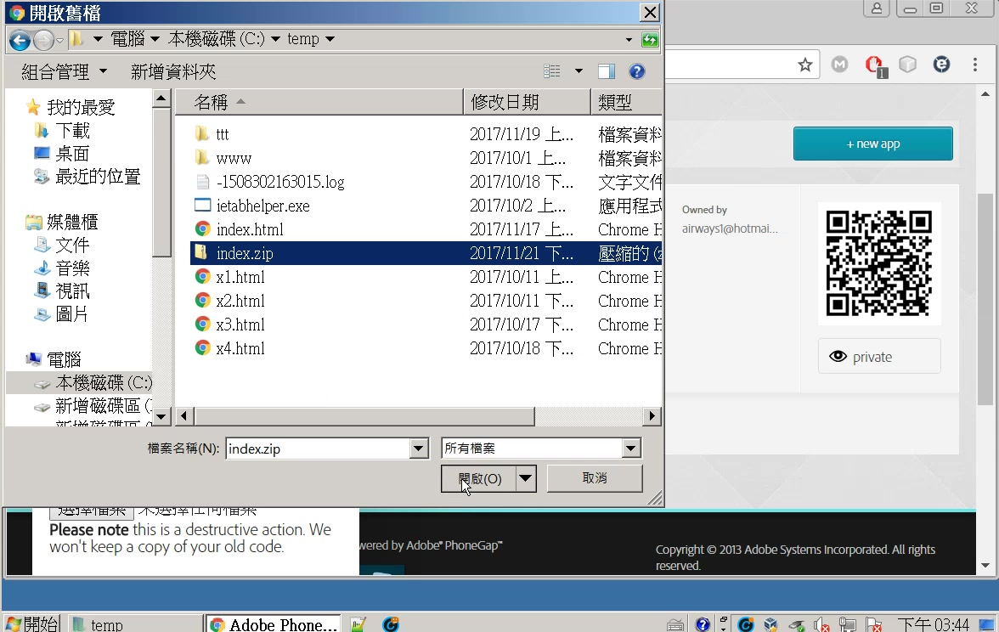 開啟舊檔
電腦 本機磁碟 (C:) temp
組合管理 新增資料夾
我的最愛
下載
桌面
最近的位置
媒體櫃
文件
音樂
視訊
圖片
電腦
本機磁碟 (C:)
新增磁碟區 (
名稱 修改日期 類型
ttt 2017/11/19 上... 檔案資料
www 2017/10/1 上... 檔案資料
-1508302163015.log 2017/10/18 下... 文字文件
ietabhelper.exe 2017/10/2 上... 應用程式
index.html 2017/11/17 上... Chrome H
index.zip 2017/11/21 下... 壓縮的 (z
x1.html 2017/10/11 上... Chrome H
x2.html 2017/10/11 下... Chrome H
x3.html 2017/10/17 下... Chrome H
x4.html 2017/10/18 下... Chrome H
檔案名稱(N): index.zip 所有檔案
開啟(O) 取消
1
+ new app
Owned by
airways1@hotmai...
private
選擇檔案 未選擇任何檔案
Please note this is a destructive action. We
won't keep a copy of your old code.
wered by Adobe® PhoneGap™
Copyright © 2013 Adobe Systems Incorporated. All rights
reserved.
開始 temp Adobe Phone... 下午 03:44